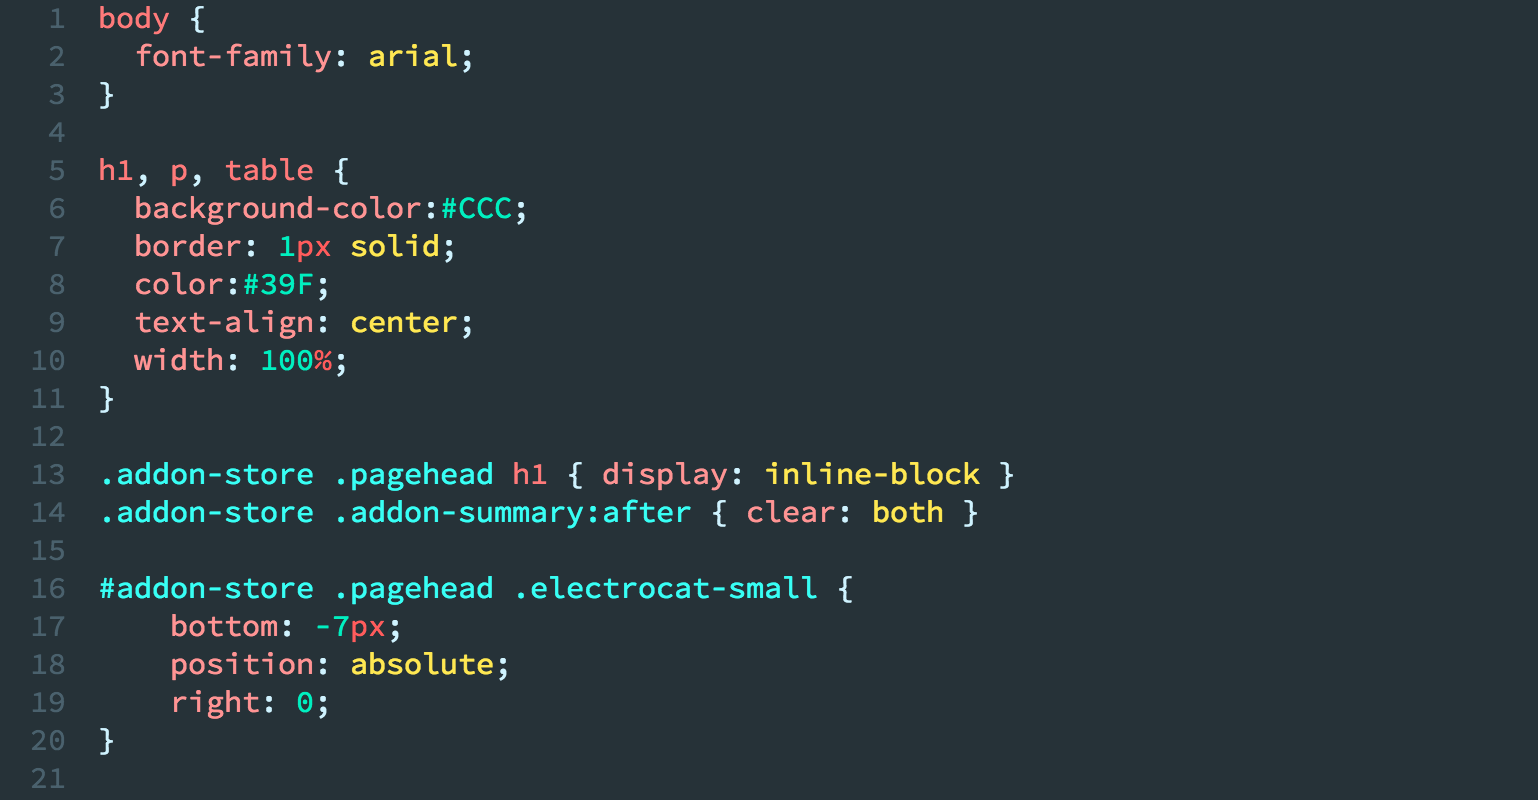 1 body {
2   font-family: arial;
3 }
4
5 h1, p, table {
6   background-color:#CCC;
7   border: 1px solid;
8   color:#39F;
9   text-align: center;
10   width: 100%;
11 }
12
13 .addon-store .pagehead h1 { display: inline-block }
14 .addon-store .addon-summary:after { clear: both }
15
16 #addon-store .pagehead .electrocat-small {
17     bottom: -7px;
18     position: absolute;
19     right: 0;
20 }
21